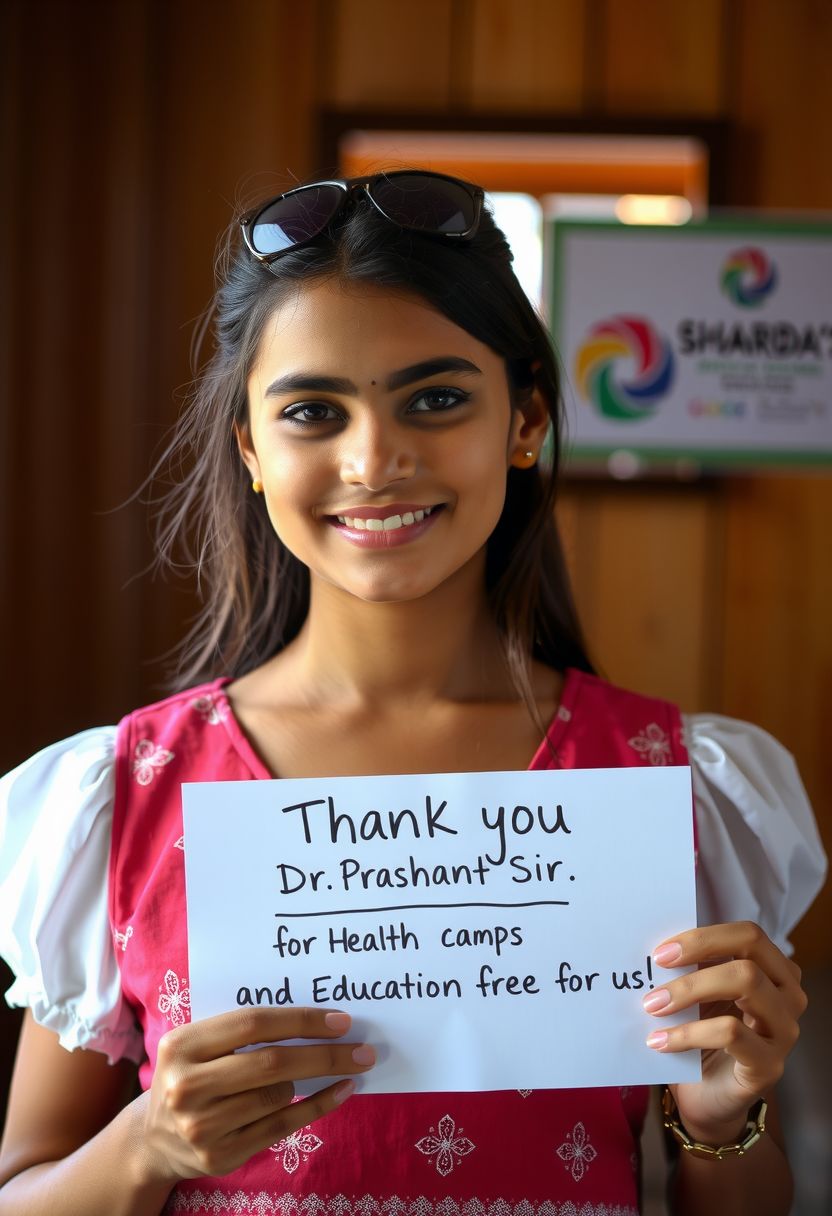 Thank you
Dr. Prashant Sir.
for Health camps
and Education free for us!
SHARDA'